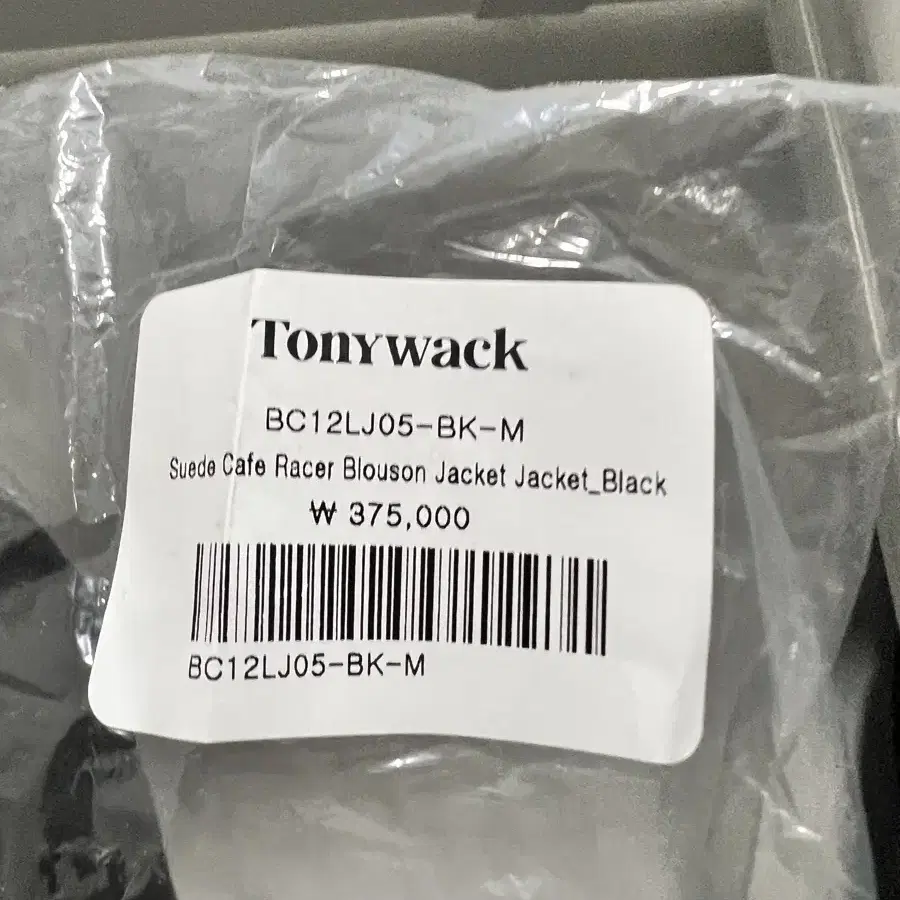 Tonywack
BC12LJ05-BK-M
Suede Cafe Racer Blouson Jacket Jacket_Black
₩ 375,000
BC12LJ05-BK-M